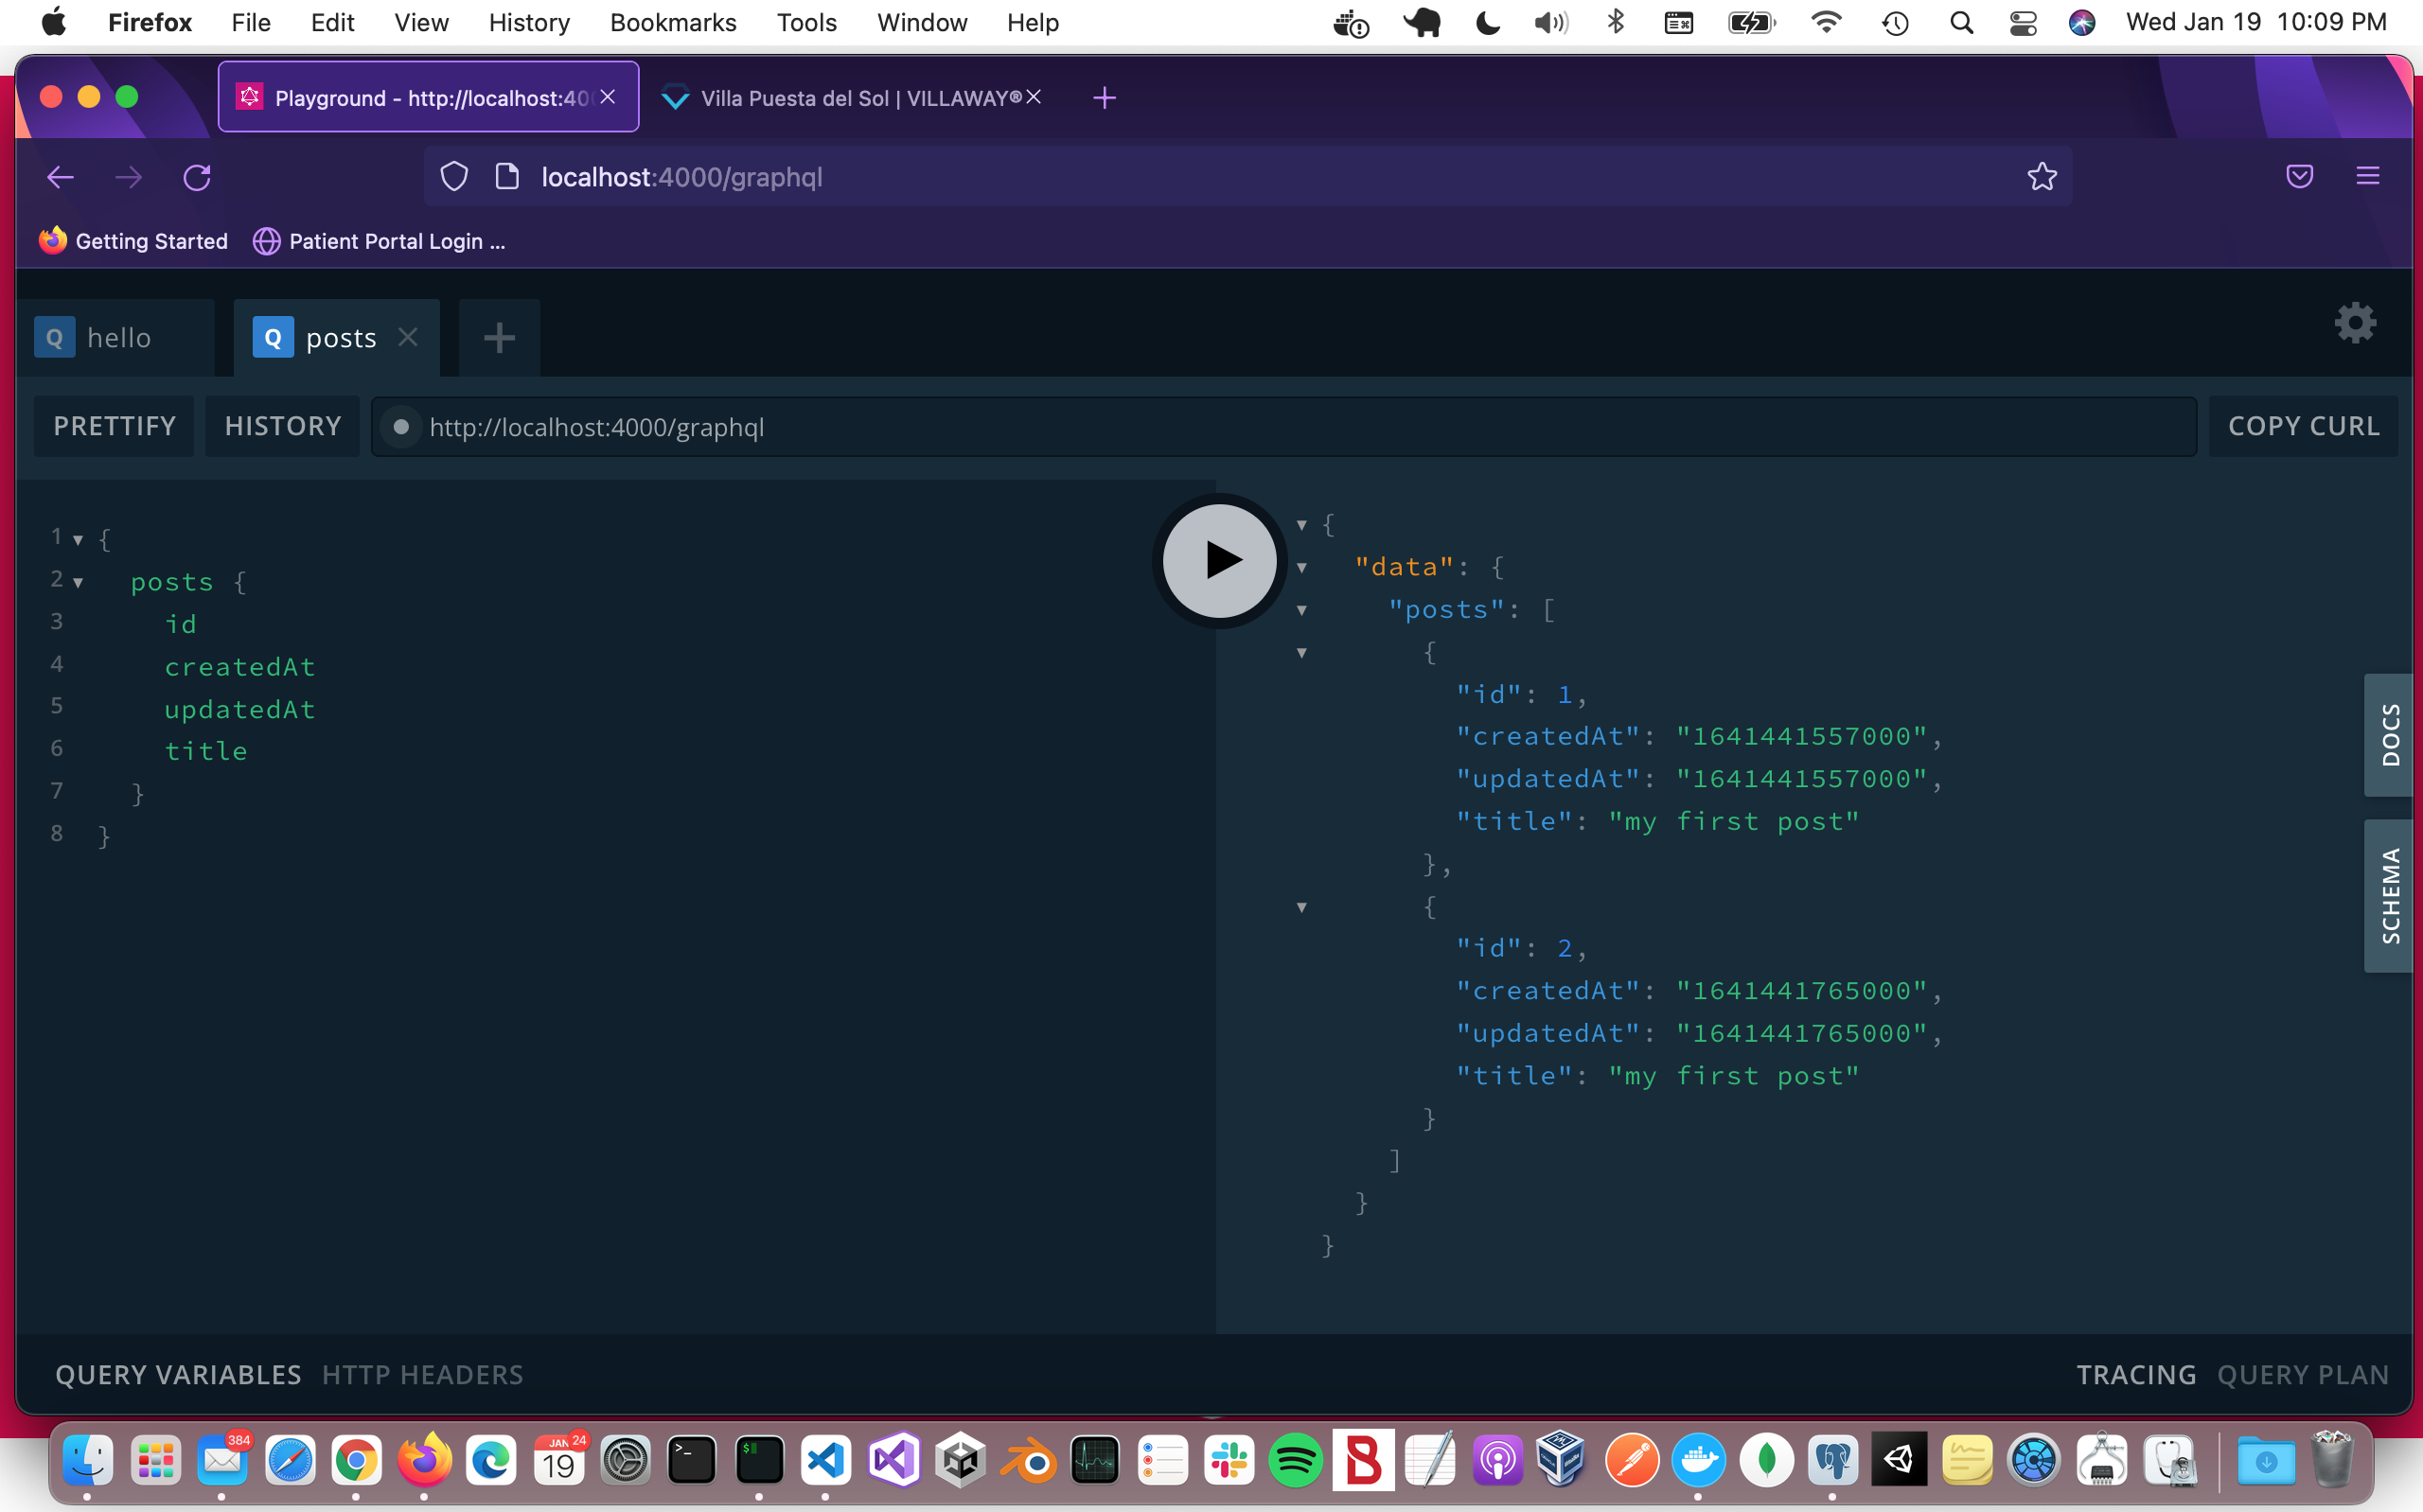 Firefox File Edit View History Bookmarks Tools Window Help Wed Jan 19 10:09 PM
Playground - http://localhost:40 Villa Puesta del Sol | VILLAWAY®
localhost:4000/graphql
Getting Started Patient Portal Login ...
Q hello Q posts
PRETTIFY HISTORY http://localhost:4000/graphql COPY CURL
1 {
2 posts {
3 id
4 createdAt
5 updatedAt
6 title
7 }
8 }
{
"data": {
"posts": [
{
"id": 1,
"createdAt": "1641441557000",
"updatedAt": "1641441557000",
"title": "my first post"
},
{
"id": 2,
"createdAt": "1641441765000",
"updatedAt": "1641441765000",
"title": "my first post"
}
]
}
}
DOCS
SCHEMA
QUERY VARIABLES HTTP HEADERS TRACING QUERY PLAN
384
JAN 24
19
>_
$
B